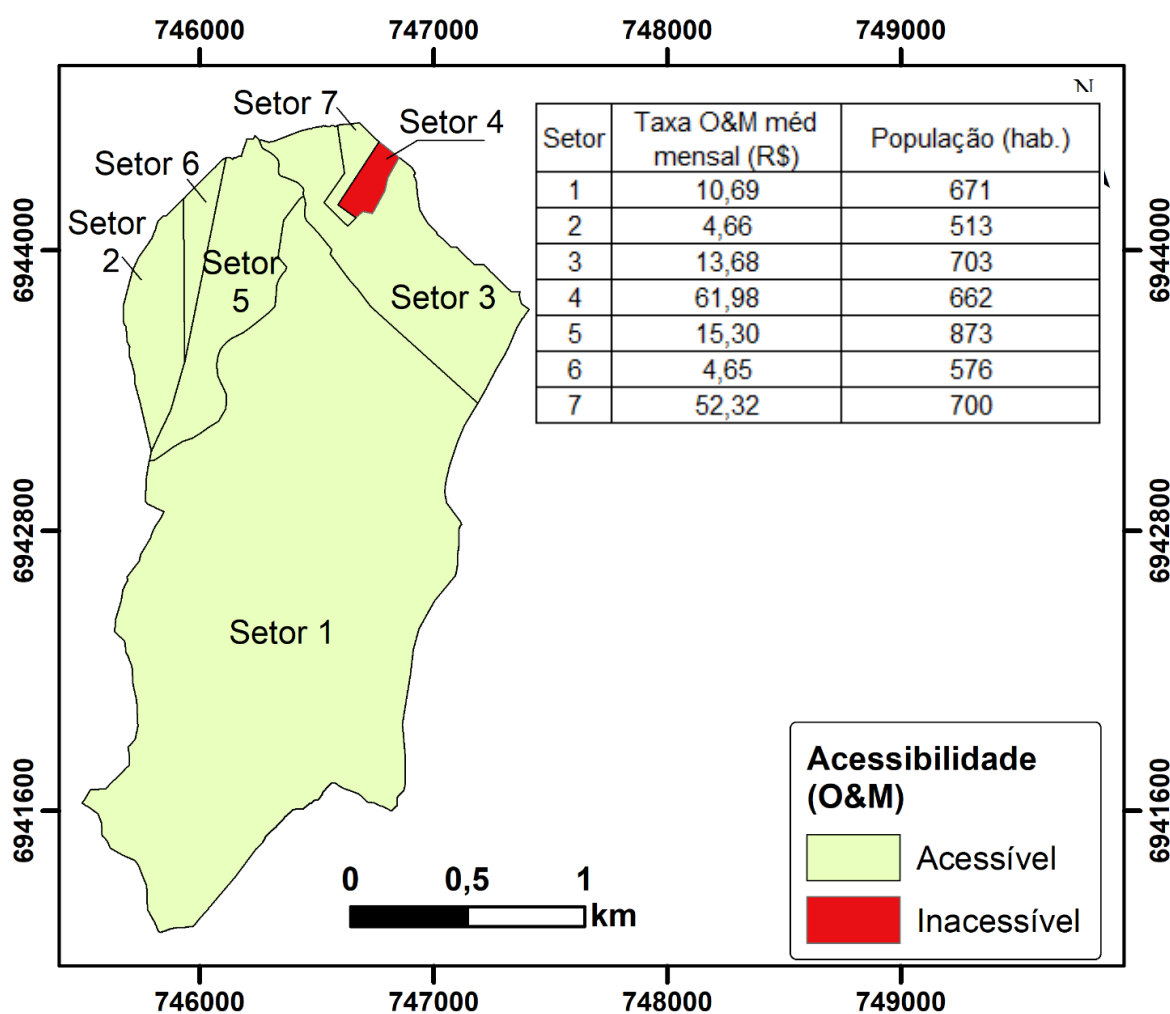 746000 747000 748000 749000
N
Setor 7
Setor 4
Setor 6
Setor
2
Setor
5
Setor 3
Setor 1
Setor Taxa O&M méd mensal (R$) População (hab.)
1 10,69 671
2 4,66 513
3 13,68 703
4 61,98 662
5 15,30 873
6 4,65 576
7 52,32 700
6944000 6944000
6942800 6942800
6941600 6941600
Acessibilidade
(O&M)
Acessível
Inacessível
0 0,5 1
km
746000 747000 748000 749000